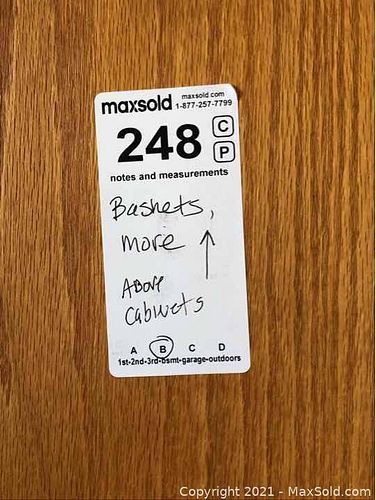 maxsold maxsold.com
1-877-257-7799
248 C
P
notes and measurements
Baskets,
more ↑
Above
Cabinets
A B C D
1st-2nd-3rd-bsmt-garage-outdoors
Copyright 2021 - MaxSold.com